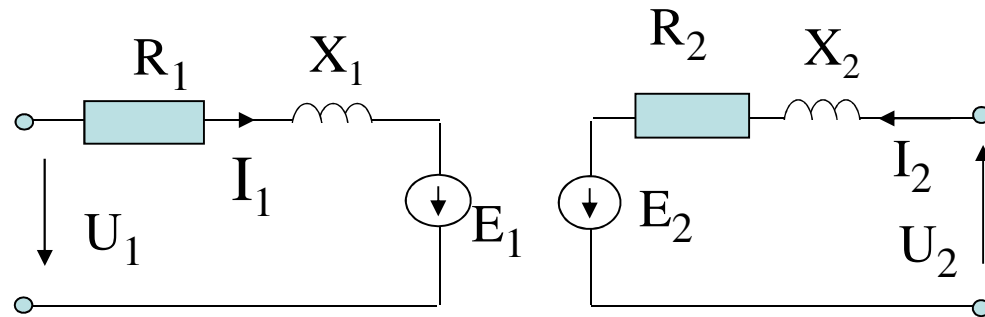 R₁
X₁
R₂
X₂
I₁
I₂
U₁
E₁
E₂
U₂